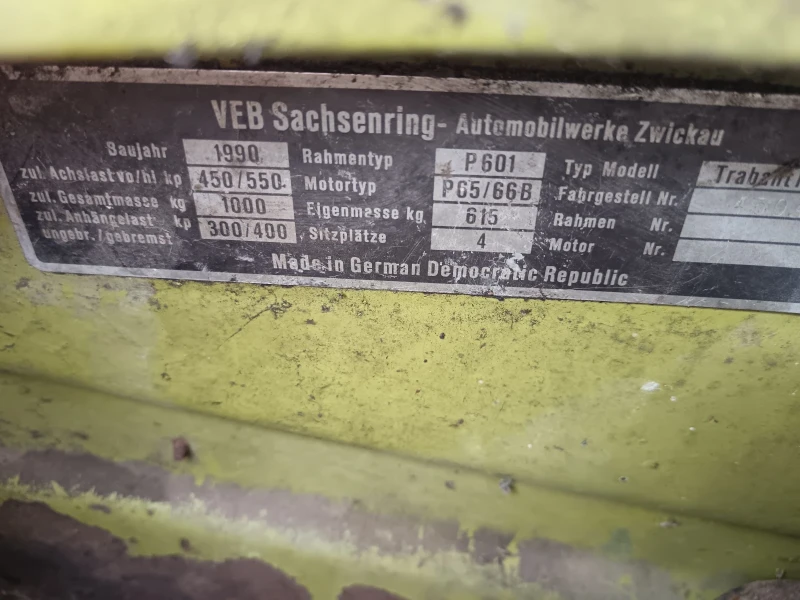 VEB Sachsenring- Automobilwerke Zwickau
Baujahr 1990 Rahmentyp P 601 Typ Modell Trabant
zul. Achslast vo/hi kp 450/550 Motortyp P65/66B Fahrgestell Nr.
zul. Gesamtmasse kg 1000 Eigenmasse kg 615 Rahmen Nr.
zul. Anhängelast kp 300/400 Sitzplätze 4 Motor Nr.
ungebr./gebremst
Made in German Democratic Republic